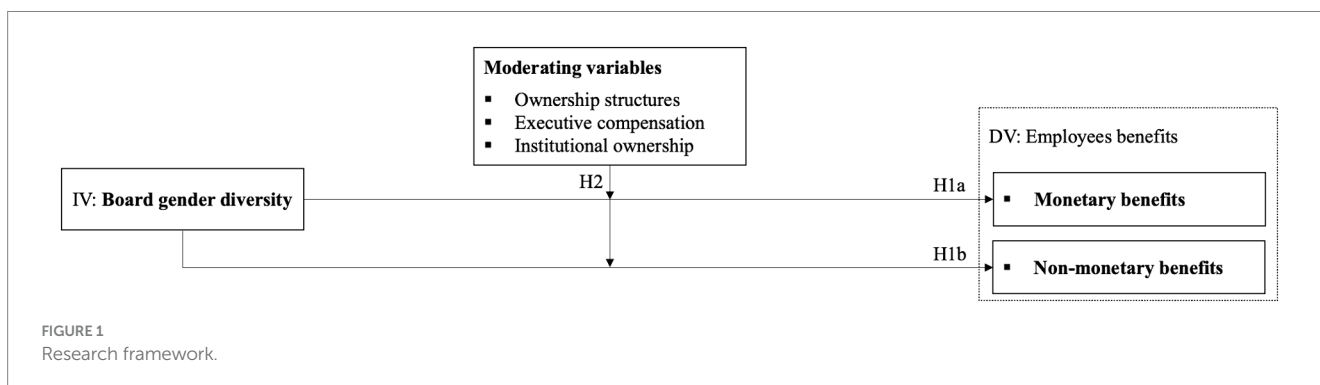 Moderating variables
▪ Ownership structures
▪ Executive compensation
▪ Institutional ownership
DV: Employees benefits
H2
H1a
IV: Board gender diversity
▪ Monetary benefits
H1b
▪ Non-monetary benefits
FIGURE 1
Research framework.